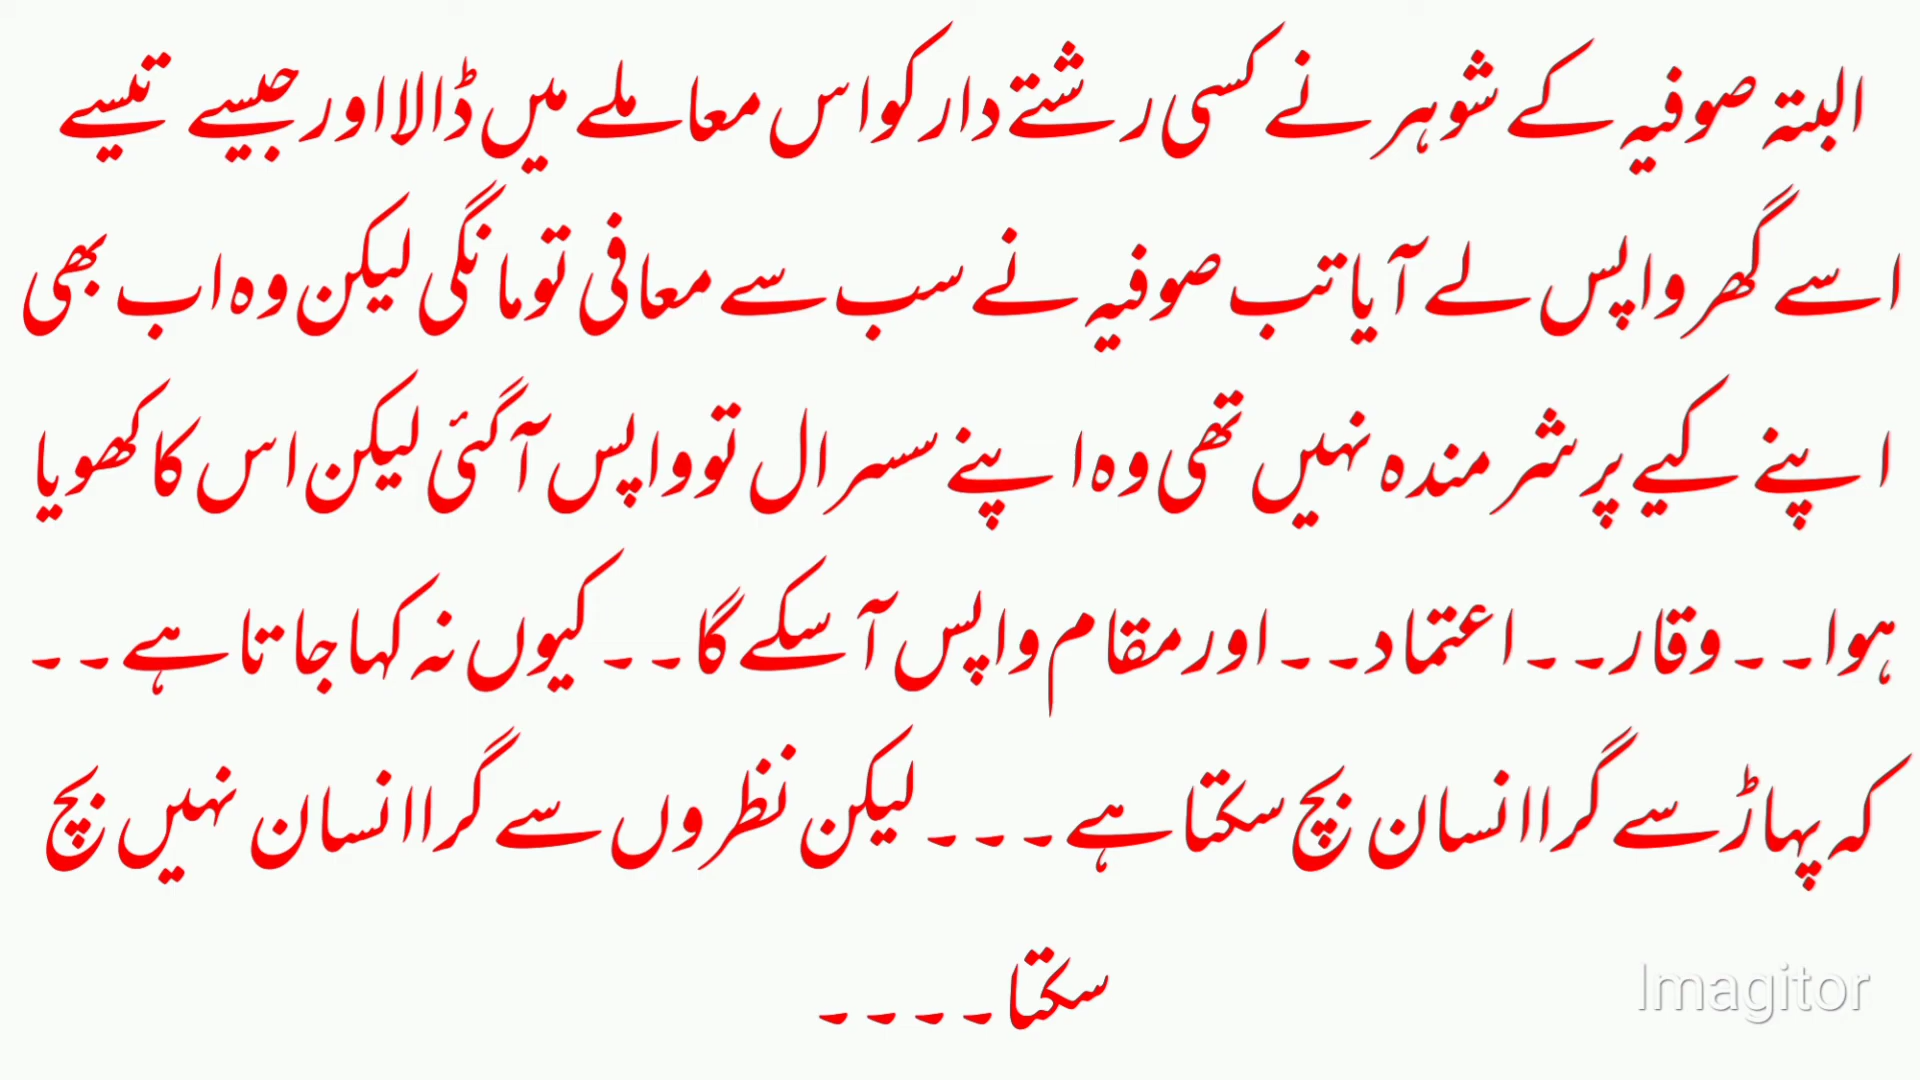 البتہ صوفیہ کے شوہر نے کسی رشتے دار کو اس معاملے میں ڈالا اور جیسے تیسے
اسے گھر واپس لے آیا تب صوفیہ نے سب سے معافی تو مانگی لیکن وہ اب بھی
اپنے کیے پر شرمندہ نہیں تھی وہ اپنے سسرال تو واپس آگئی لیکن اس کا کھویا
ہوا۔۔وقار۔۔اعتماد۔۔اور مقام واپس آسکے گا۔۔کیوں نہ کہا جاتا ہے۔۔
کہ پہاڑ سے گرا انسان بچ سکتا ہے۔۔۔لیکن نظروں سے گرا انسان نہیں بچ
سکتا۔۔۔۔
Imagitor